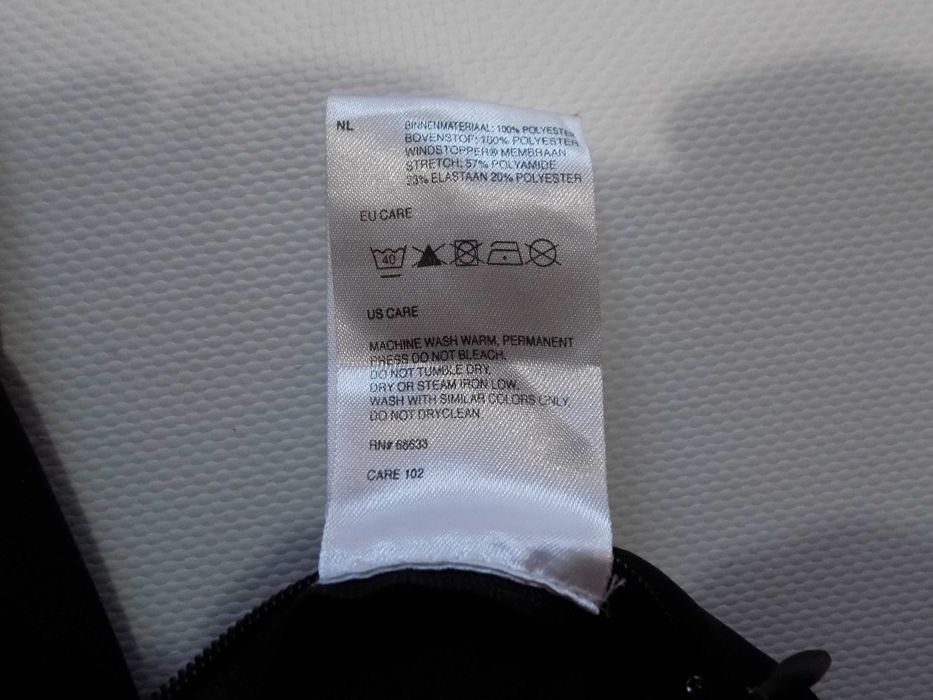 NL
BINNENMATERIAAL: 100% POLYESTER
BOVENSTOF: 100% POLYESTER
WINDSTOPPER® MEMBRAAN
STRETCH: 57% POLYAMIDE
23% ELASTAAN 20% POLYESTER
EU CARE
40
US CARE
MACHINE WASH WARM, PERMANENT
PRESS DO NOT BLEACH.
DO NOT TUMBLE DRY.
DRY OR STEAM IRON LOW.
WASH WITH SIMILAR COLORS ONLY
DO NOT DRYCLEAN
RN# 68633
CARE 102